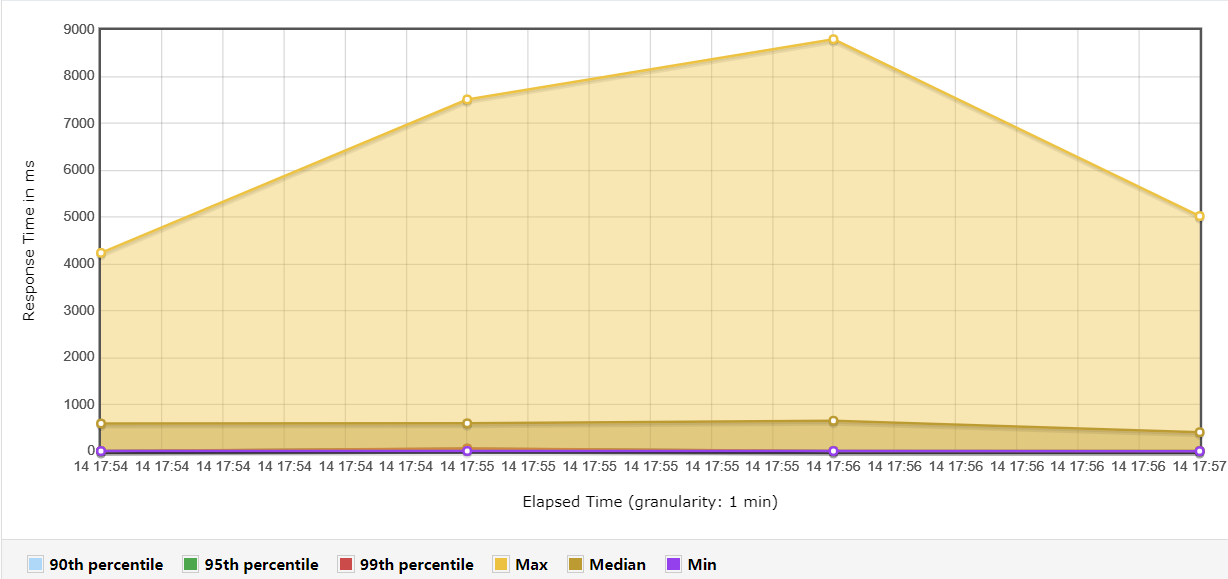 9000
8000
7000
6000
5000
4000
3000
2000
1000
0
Response Time in ms
14 17:54 14 17:54 14 17:54 14 17:54 14 17:54 14 17:54 14 17:55 14 17:55 14 17:55 14 17:55 14 17:55 14 17:55 14 17:56 14 17:56 14 17:56 14 17:56 14 17:56 14 17:56 14 17:57
Elapsed Time (granularity: 1 min)
90th percentile 95th percentile 99th percentile Max Median Min